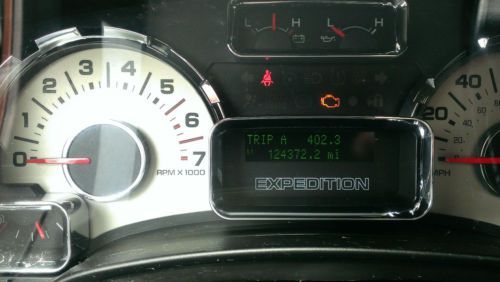 L H L H
0 1 2 3 4 5 6 7
RPM X 1000
TRIP A 402.3
124372.2 mi
EXPEDITION
20 40
MPH